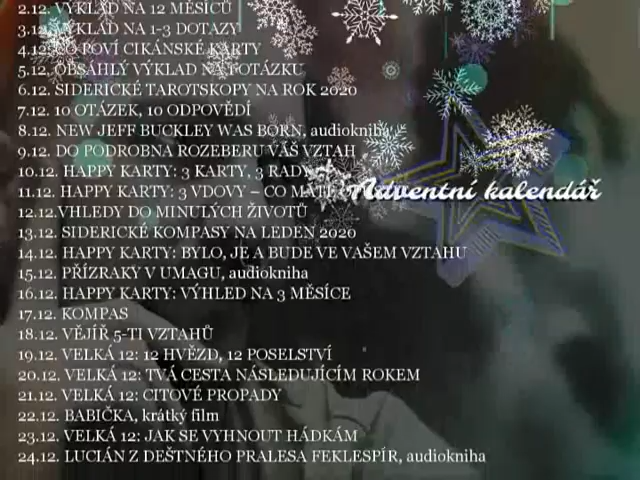 2.12. VÝKLAD NA 12 MĚSÍCŮ
3.12. VÝKLAD NA 1-3 DOTAZY
4.12. CO POVÍ CIKÁNSKÉ KARTY
5.12. OBSÁHLÝ VÝKLAD NA 1 OTÁZKU
6.12. SIDERICKÉ TAROTSKOPY NA ROK 2020
7.12. 10 OTÁZEK, 10 ODPOVĚDÍ
8.12. NEW JEFF BUCKLEY WAS BORN, audiokniha
9.12. DO PODROBNA ROZEBERU VÁŠ VZTAH
10.12. HAPPY KARTY: 3 KARTY, 3 RADY
11.12. HAPPY KARTY: 3 VDOVY – CO MÁTE
Adventní kalendář
12.12.VHLEDY DO MINULÝCH ŽIVOTŮ
13.12. SIDERICKÉ KOMPASY NA LEDEN 2020
14.12. HAPPY KARTY: BYLO, JE A BUDE VE VAŠEM VZTAHU
15.12. PŘÍZRAKY V UMAGU, audiokniha
16.12. HAPPY KARTY: VÝHLED NA 3 MĚSÍCE
17.12. KOMPAS
18.12. VĚJÍŘ 5-TI VZTAHŮ
19.12. VELKÁ 12: 12 HVĚZD, 12 POSELSTVÍ
20.12. VELKÁ 12: TVÁ CESTA NÁSLEDUJÍCÍM ROKEM
21.12. VELKÁ 12: CITOVÉ PROPADY
22.12. BABIČKA, krátký film
23.12. VELKÁ 12: JAK SE VYHNOUT HÁDKÁM
24.12. LUCIÁN Z DEŠTNÉHO PRALESA FEKLESPÍR, audiokniha